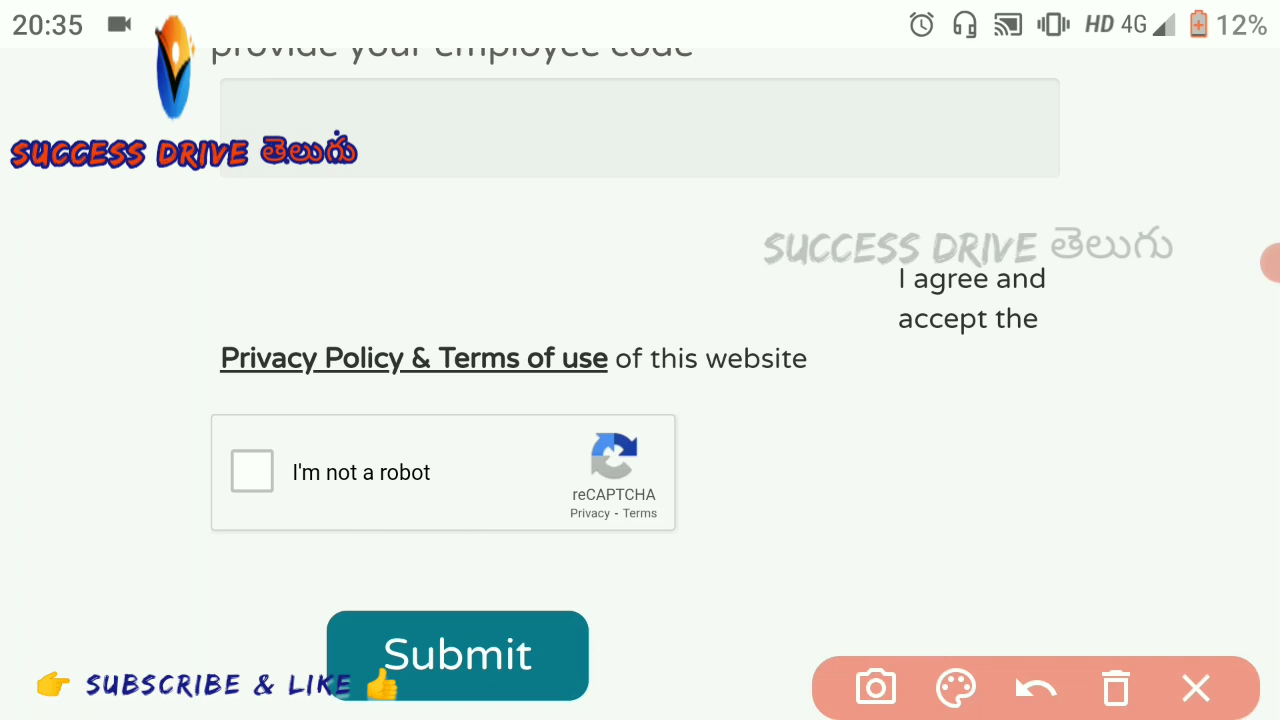 20:35 HD 4G 12%
provide your employee code
SUCCESS DRIVE తెలుగు
SUCCESS DRIVE తెలుగు
I agree and
accept the
Privacy Policy & Terms of use of this website
I'm not a robot
reCAPTCHA
Privacy - Terms
Submit
👉 SUBSCRIBE & LIKE 👍